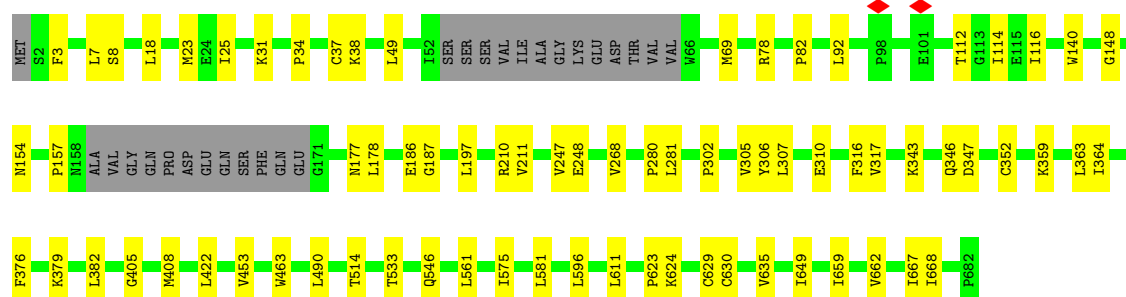 MET S2 F3 L7 S8 L18 M23 E24 I25 K31 P34 C37 K38 L49 I52 SER SER SER VAL ILE ALA GLY LYS GLU ASP THR VAL VAL W66 M69 R78 P82 L92 P98 E101 T112 G113 I114 E115 I116 W140 G148
N154 P157 N158 ALA VAL GLY GLN PRO ASP GLU GLN SER PHE GLN GLU G171 N177 L178 E186 G187 L197 R210 V211 V247 E248 V268 P280 L281 P302 V305 Y306 L307 E310 F316 V317 K343 Q346 D347 C352 K359 L363 I364
F376 K379 L382 G405 M408 L422 V453 W463 L490 T514 T533 Q546 L561 I575 L581 L596 L611 P623 K624 C629 C630 V635 I649 I659 V662 I667 I668 P682